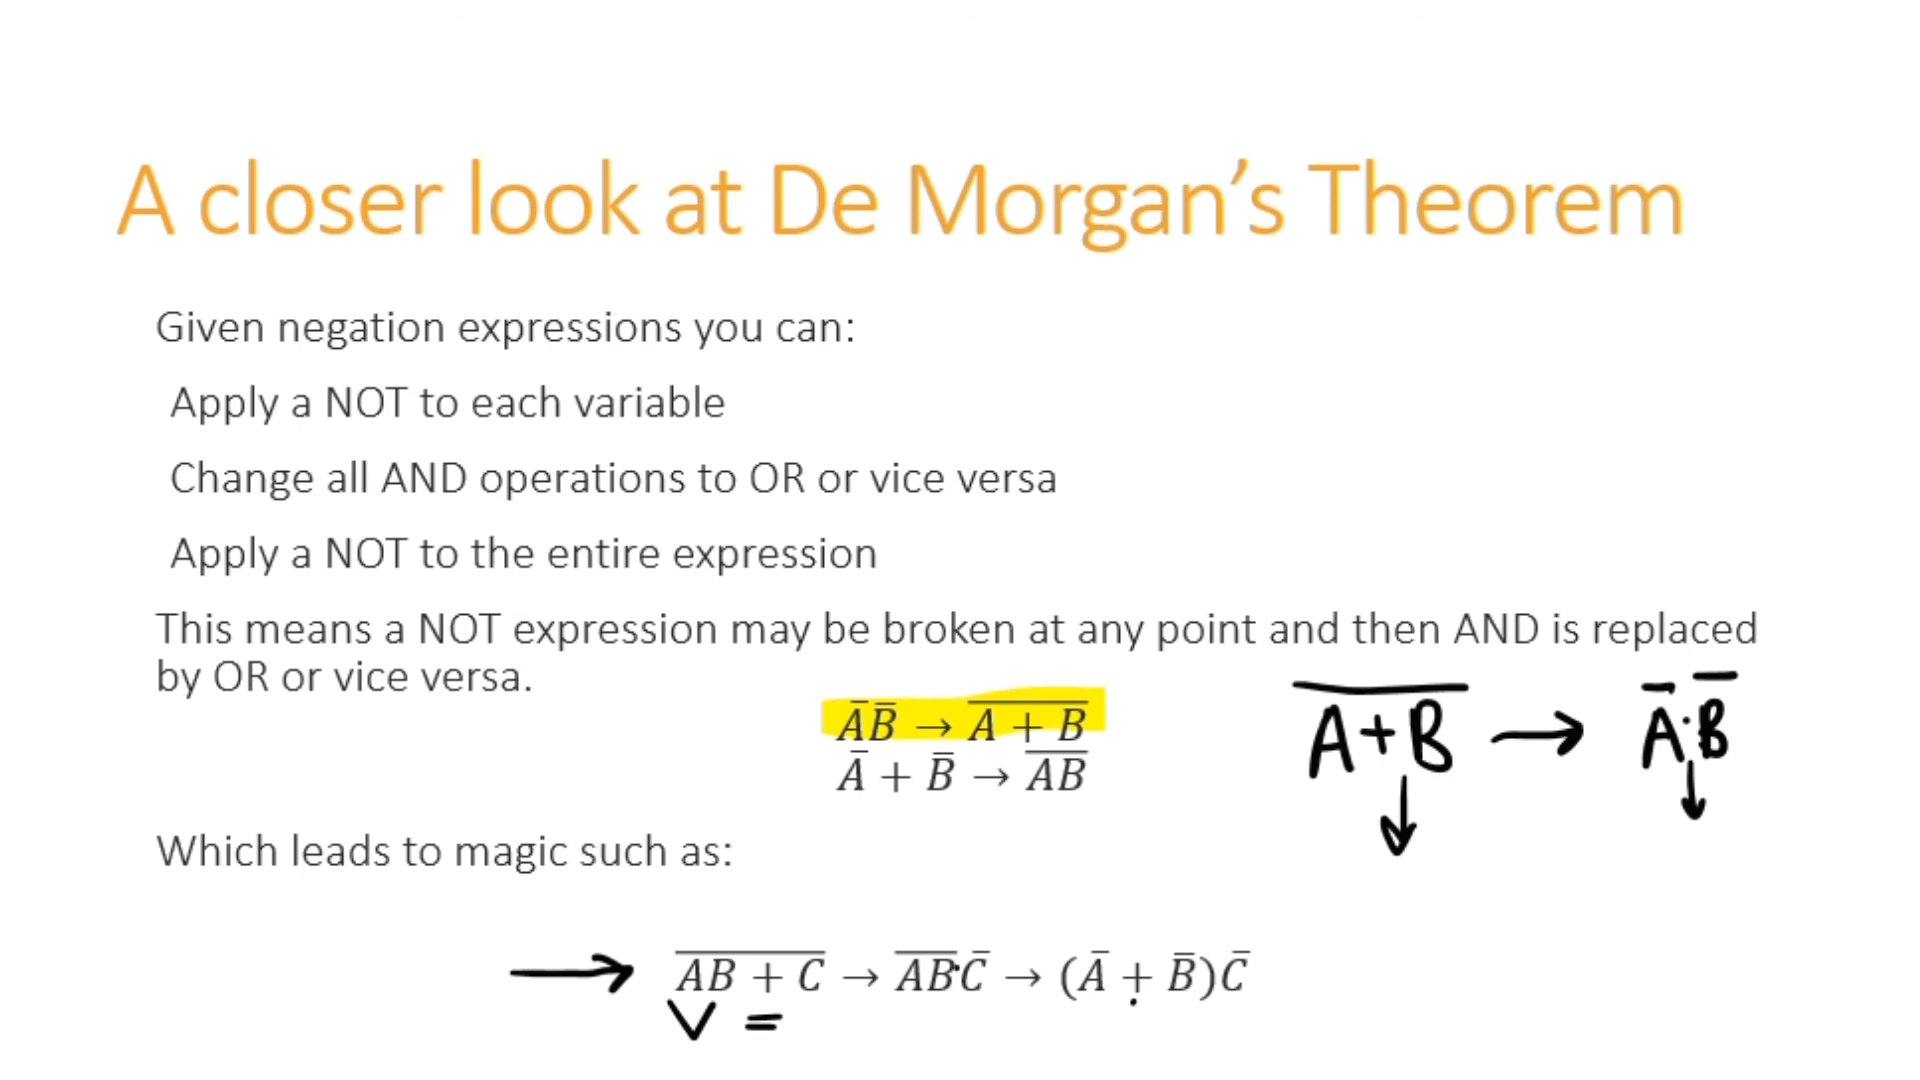 A closer look at De Morgan's Theorem
Given negation expressions you can:
Apply a NOT to each variable
Change all AND operations to OR or vice versa
Apply a NOT to the entire expression
This means a NOT expression may be broken at any point and then AND is replaced
by OR or vice versa.
A̅B̅ → A̅ ̅+̅ ̅B̅
A̅ + B̅ → A̅B̅
A̅+̅B̅ → A̅·B̅
Which leads to magic such as:
→ A̅B̅ ̅+̅ ̅C̅ → A̅B̅·C̅ → (A̅ + B̅)C̅
V =